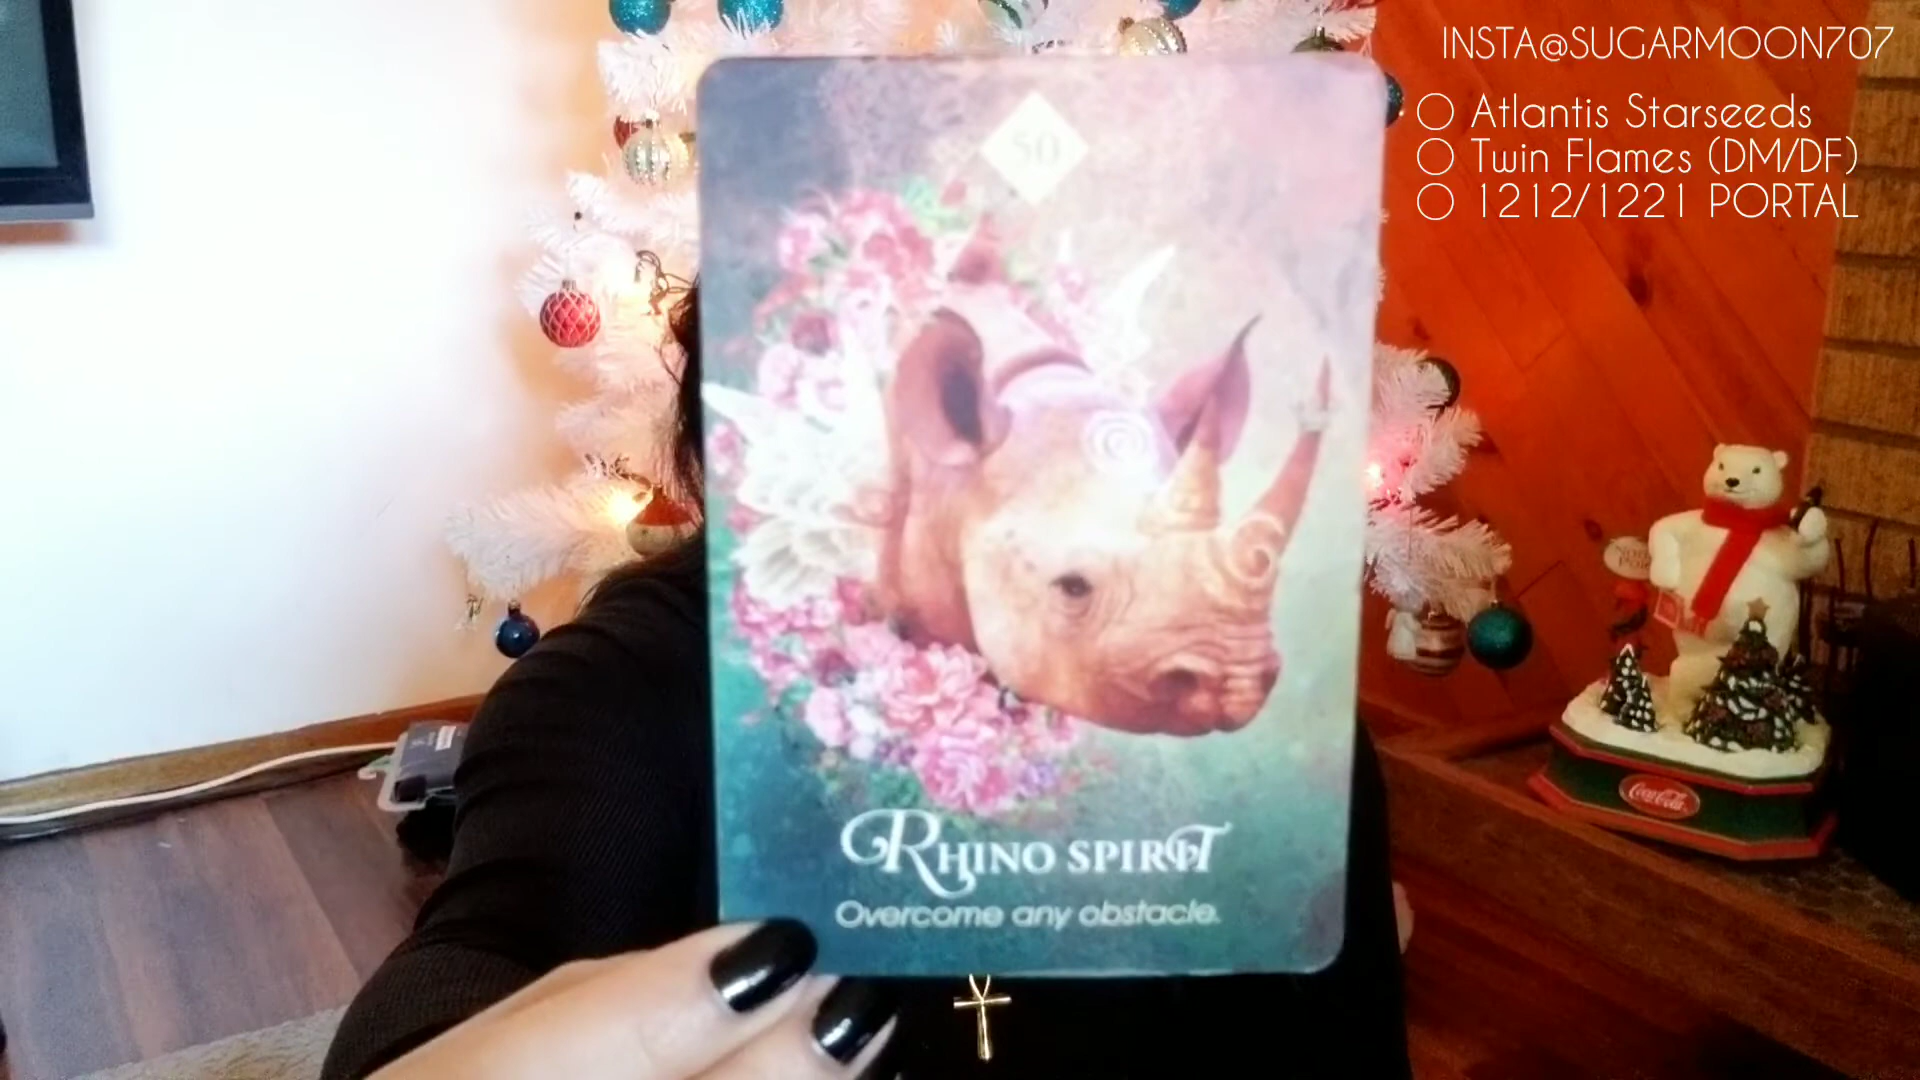 INSTA@SUGARMOON707
Atlantis Starseeds
Twin Flames (DM/DF)
1212/1221 PORTAL
50
RHINO SPIRIT
Overcome any obstacle.
Coca-Cola